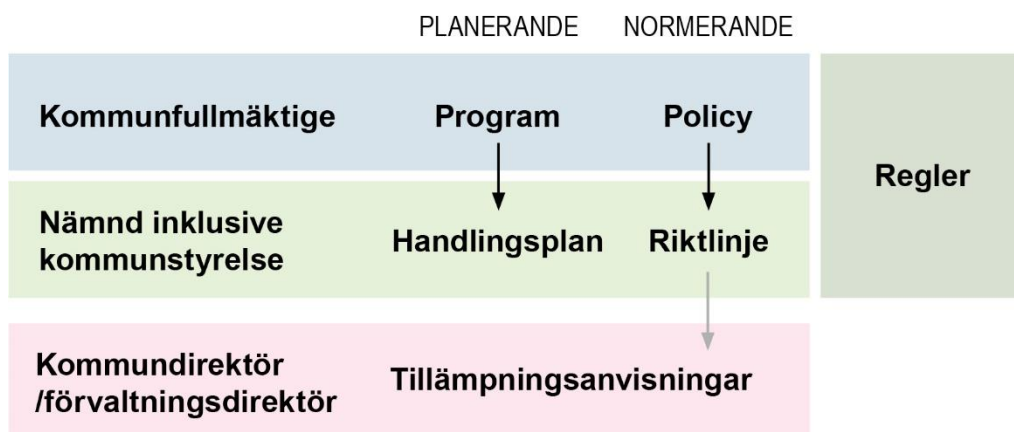 PLANERANDE NORMERANDE
Kommunfullmäktige Program Policy
Regler
Nämnd inklusive
kommunstyrelse
Handlingsplan Riktlinje
Kommundirektör
/förvaltningsdirektör
Tillämpningsanvisningar